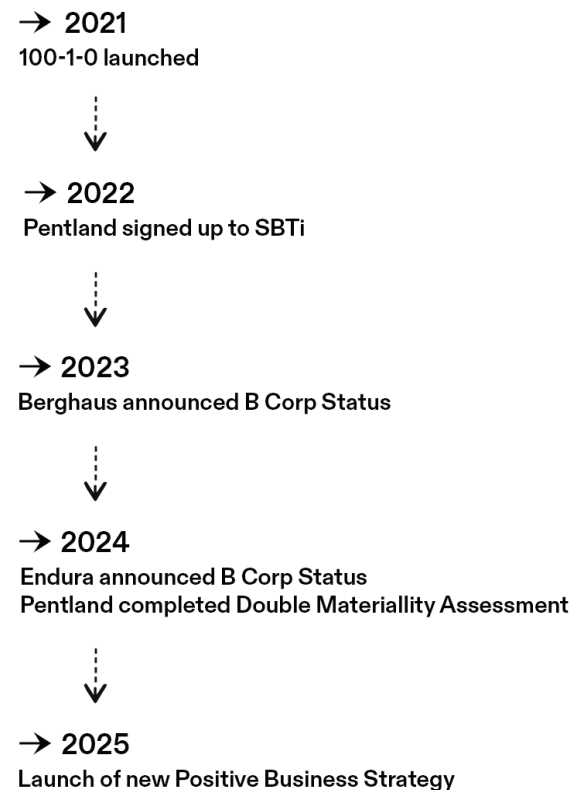 → 2021
100-1-0 launched
→ 2022
Pentland signed up to SBTi
→ 2023
Berghaus announced B Corp Status
→ 2024
Endura announced B Corp Status
Pentland completed Double Materiallity Assessment
→ 2025
Launch of new Positive Business Strategy